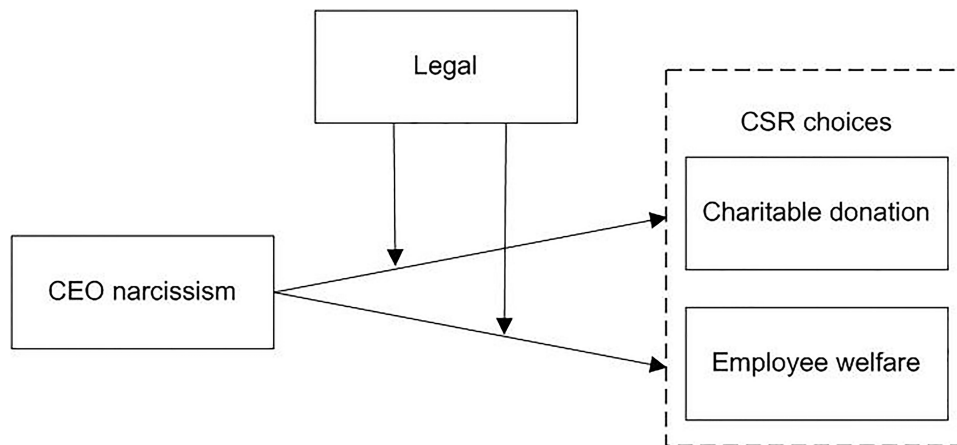 Legal
CSR choices
Charitable donation
CEO narcissism
Employee welfare